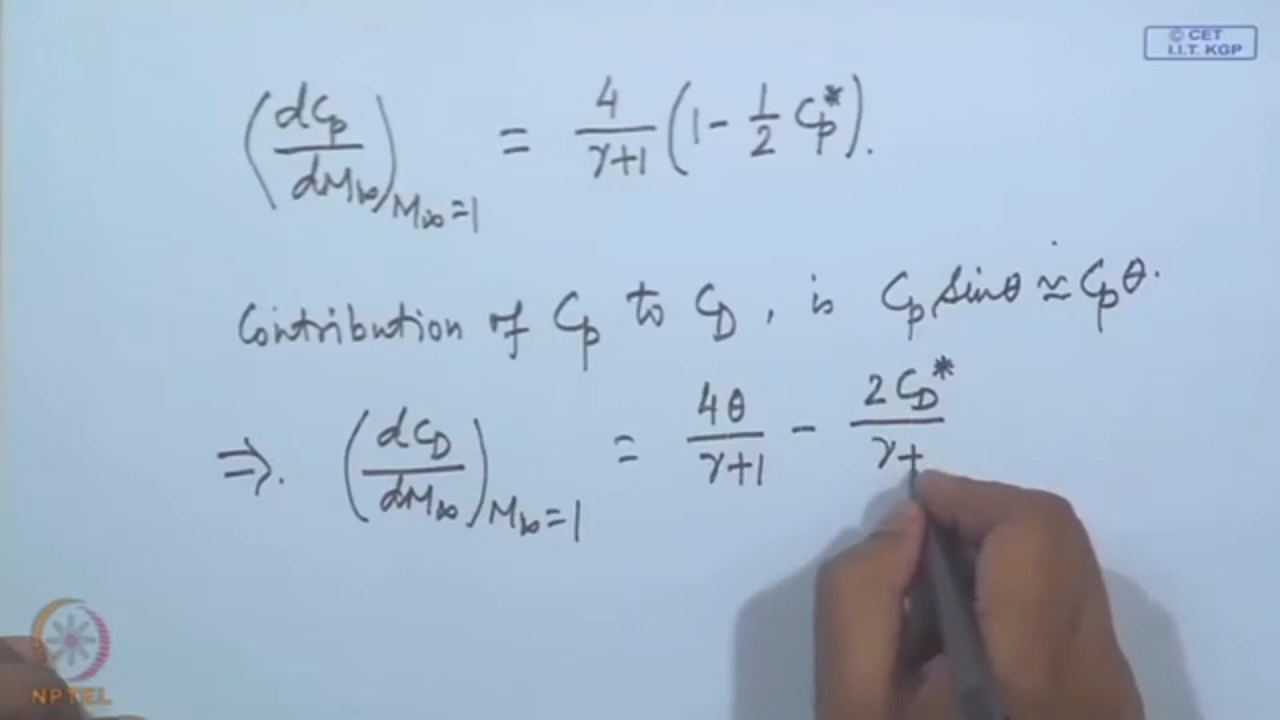 © CET
I.I.T. KGP
(dCp/dM∞)M∞=1 = 4/γ+1 (1 - 1/2 Cp*).
Contribution of Cp to CD, is Cp sinθ ≃ Cpθ.
⇒. (dCD/dM∞)M∞=1 = 4θ/γ+1 - 2CD*/γ+
NPTEL